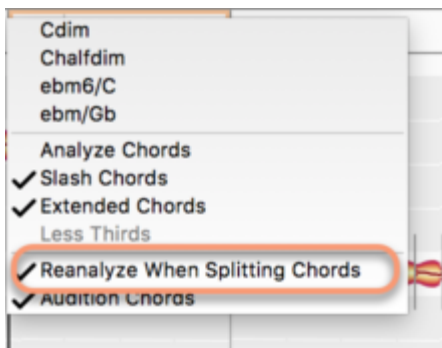 Cdim
Chalfdim
ebm6/C
ebm/Gb
Analyze Chords
Slash Chords
Extended Chords
Less Thirds
Reanalyze When Splitting Chords
Audition Chords